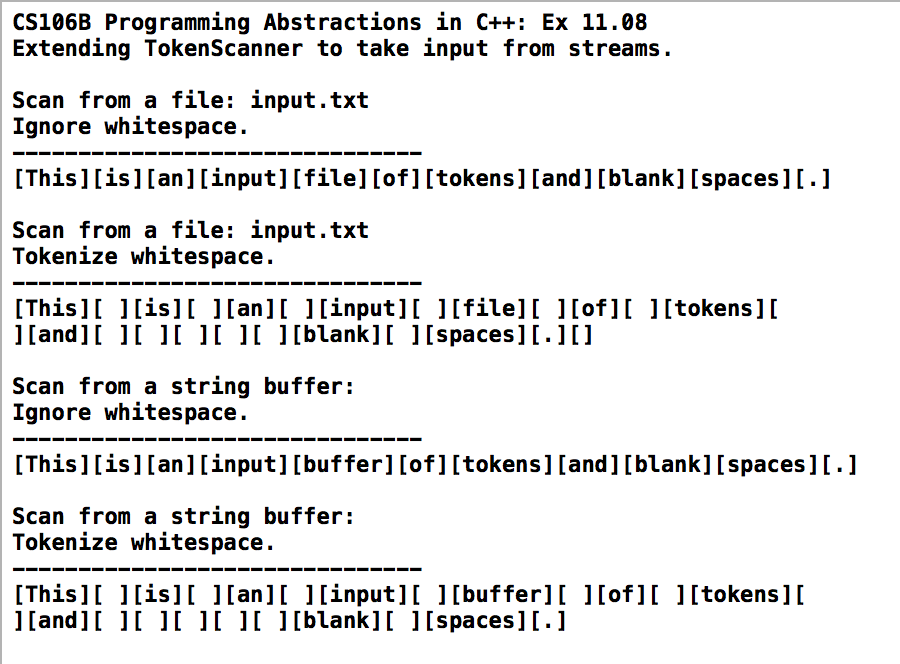 CS106B Programming Abstractions in C++: Ex 11.08
Extending TokenScanner to take input from streams.

Scan from a file: input.txt
Ignore whitespace.
-------------------------------
[This][is][an][input][file][of][tokens][and][blank][spaces][.]

Scan from a file: input.txt
Tokenize whitespace.
-------------------------------
[This][ ][is][ ][an][ ][input][ ][file][ ][of][ ][tokens][
][and][ ][ ][ ][ ][ ][blank][ ][spaces][.][]

Scan from a string buffer:
Ignore whitespace.
-------------------------------
[This][is][an][input][buffer][of][tokens][and][blank][spaces][.]

Scan from a string buffer:
Tokenize whitespace.
-------------------------------
[This][ ][is][ ][an][ ][input][ ][buffer][ ][of][ ][tokens][
][and][ ][ ][ ][ ][ ][blank][ ][spaces][.]